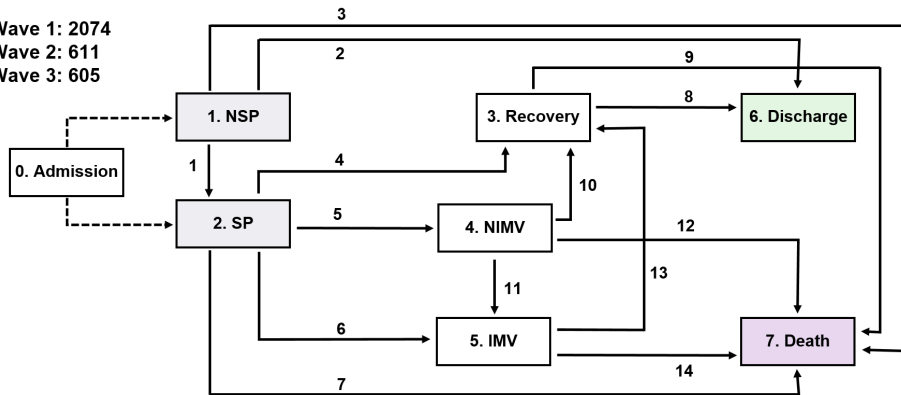 ave 1: 2074
Wave 2: 611
Wave 3: 605
3
2
9
1. NSP
3. Recovery
8
6. Discharge
0. Admission
1
4
10
2. SP
5
4. NIMV
12
11
13
6
5. IMV
7. Death
14
7